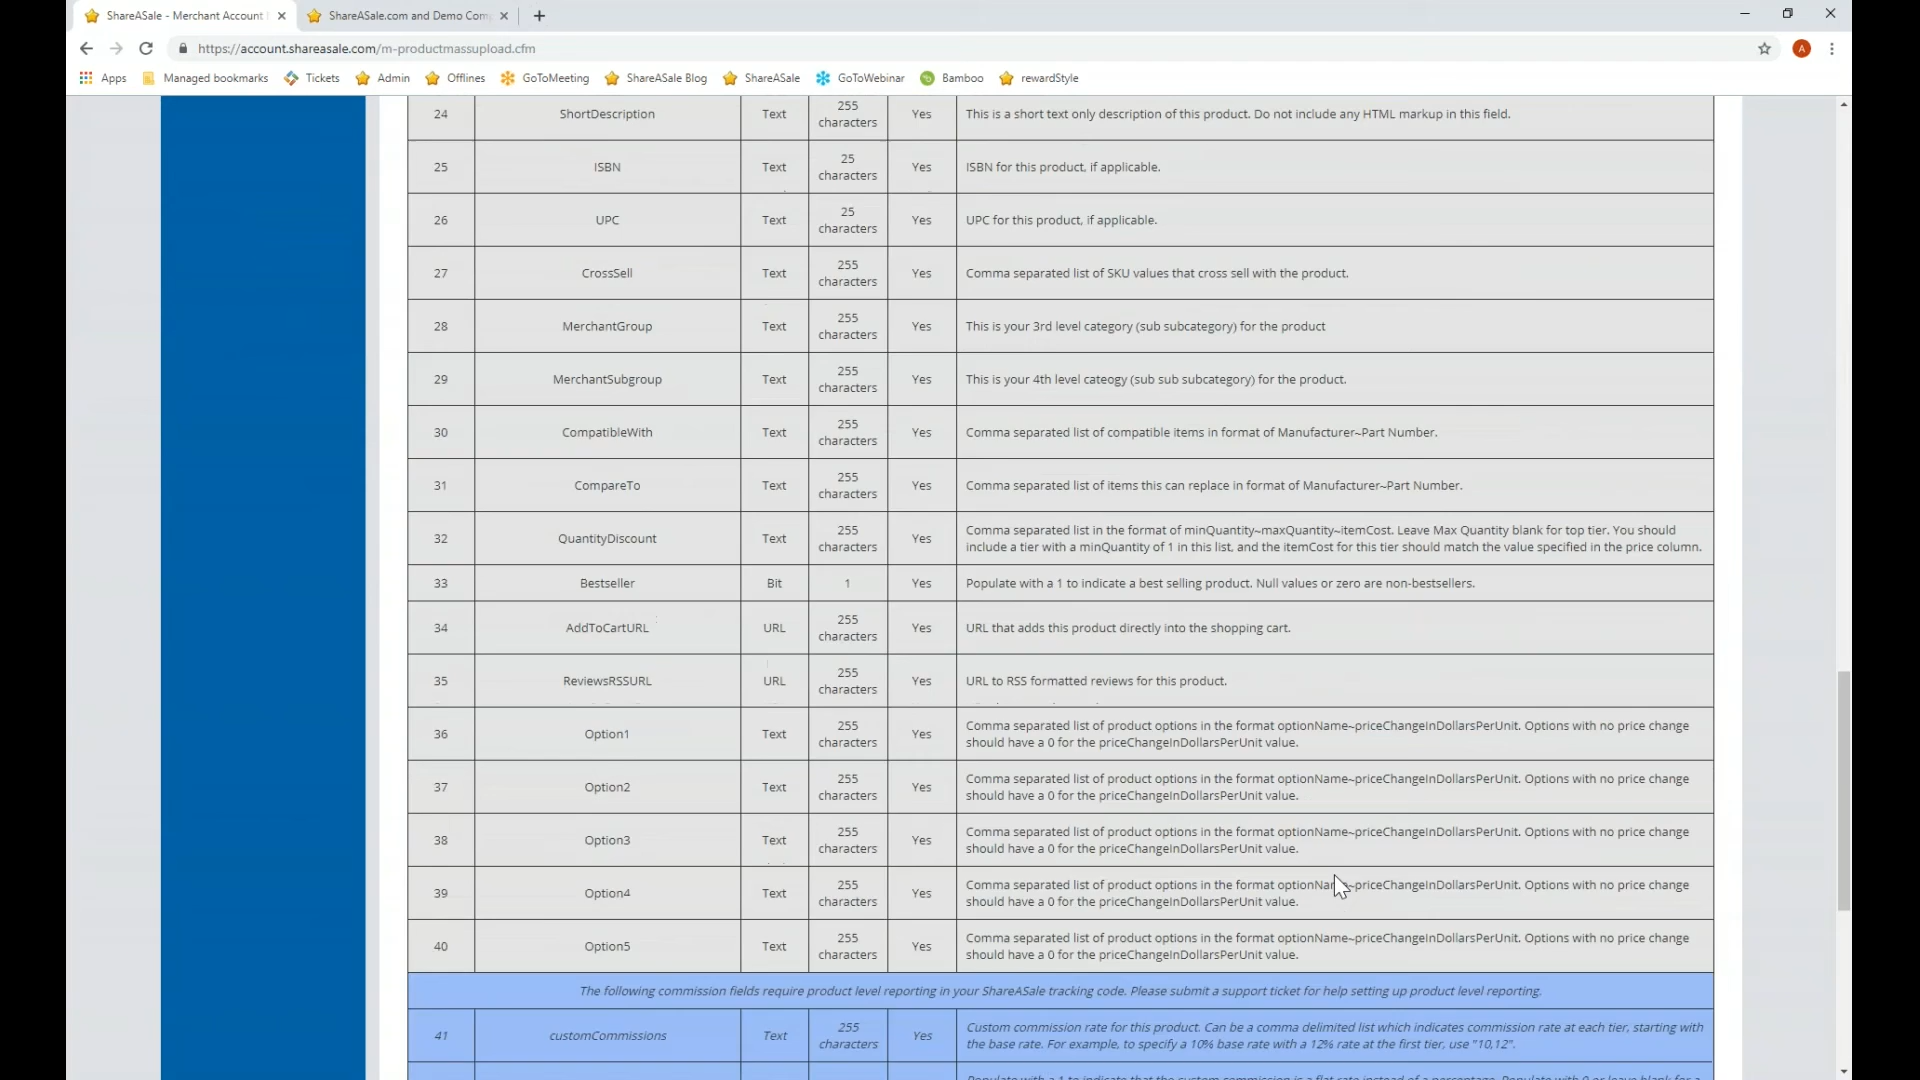 ShareASale - Merchant Account
ShareASale.com and Demo Com
https://account.shareasale.com/m-productmassupload.cfm
A
Apps
Managed bookmarks
Tickets
Admin
Offlines
GoToMeeting
ShareASale Blog
ShareASale
GoToWebinar
Bamboo
rewardStyle
24 ShortDescription Text 255 characters Yes This is a short text only description of this product. Do not include any HTML markup in this field.
25 ISBN Text 25 characters Yes ISBN for this product, if applicable.
26 UPC Text 25 characters Yes UPC for this product, if applicable.
27 CrossSell Text 255 characters Yes Comma separated list of SKU values that cross sell with the product.
28 MerchantGroup Text 255 characters Yes This is your 3rd level category (sub subcategory) for the product
29 MerchantSubgroup Text 255 characters Yes This is your 4th level cateogy (sub sub subcategory) for the product.
30 CompatibleWith Text 255 characters Yes Comma separated list of compatible items in format of Manufacturer~Part Number.
31 CompareTo Text 255 characters Yes Comma separated list of items this can replace in format of Manufacturer~Part Number.
32 QuantityDiscount Text 255 characters Yes Comma separated list in the format of minQuantity~maxQuantity~itemCost. Leave Max Quantity blank for top tier. You should
include a tier with a minQuantity of 1 in this list, and the itemCost for this tier should match the value specified in the price column.
33 Bestseller Bit 1 Yes Populate with a 1 to indicate a best selling product. Null values or zero are non-bestsellers.
34 AddToCartURL URL 255 characters Yes URL that adds this product directly into the shopping cart.
35 ReviewsRSSURL URL 255 characters Yes URL to RSS formatted reviews for this product.
36 Option1 Text 255 characters Yes Comma separated list of product options in the format optionName~priceChangeInDollarsPerUnit. Options with no price change
should have a 0 for the priceChangeInDollarsPerUnit value.
37 Option2 Text 255 characters Yes Comma separated list of product options in the format optionName~priceChangeInDollarsPerUnit. Options with no price change
should have a 0 for the priceChangeInDollarsPerUnit value.
38 Option3 Text 255 characters Yes Comma separated list of product options in the format optionName~priceChangeInDollarsPerUnit. Options with no price change
should have a 0 for the priceChangeInDollarsPerUnit value.
39 Option4 Text 255 characters Yes Comma separated list of product options in the format optionName~priceChangeInDollarsPerUnit. Options with no price change
should have a 0 for the priceChangeInDollarsPerUnit value.
40 Option5 Text 255 characters Yes Comma separated list of product options in the format optionName~priceChangeInDollarsPerUnit. Options with no price change
should have a 0 for the priceChangeInDollarsPerUnit value.
The following commission fields require product level reporting in your ShareASale tracking code. Please submit a support ticket for help setting up product level reporting.
41 customCommissions Text 255 characters Yes Custom commission rate for this product. Can be a comma delimited list which indicates commission rate at each tier, starting with
the base rate. For example, to specify a 10% base rate with a 12% rate at the first tier, use "10,12".